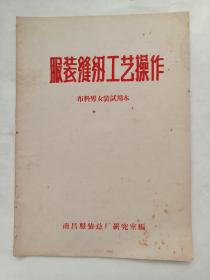 服装缝纫工艺操作
布料男女装试用本
南昌服装总厂研究室编